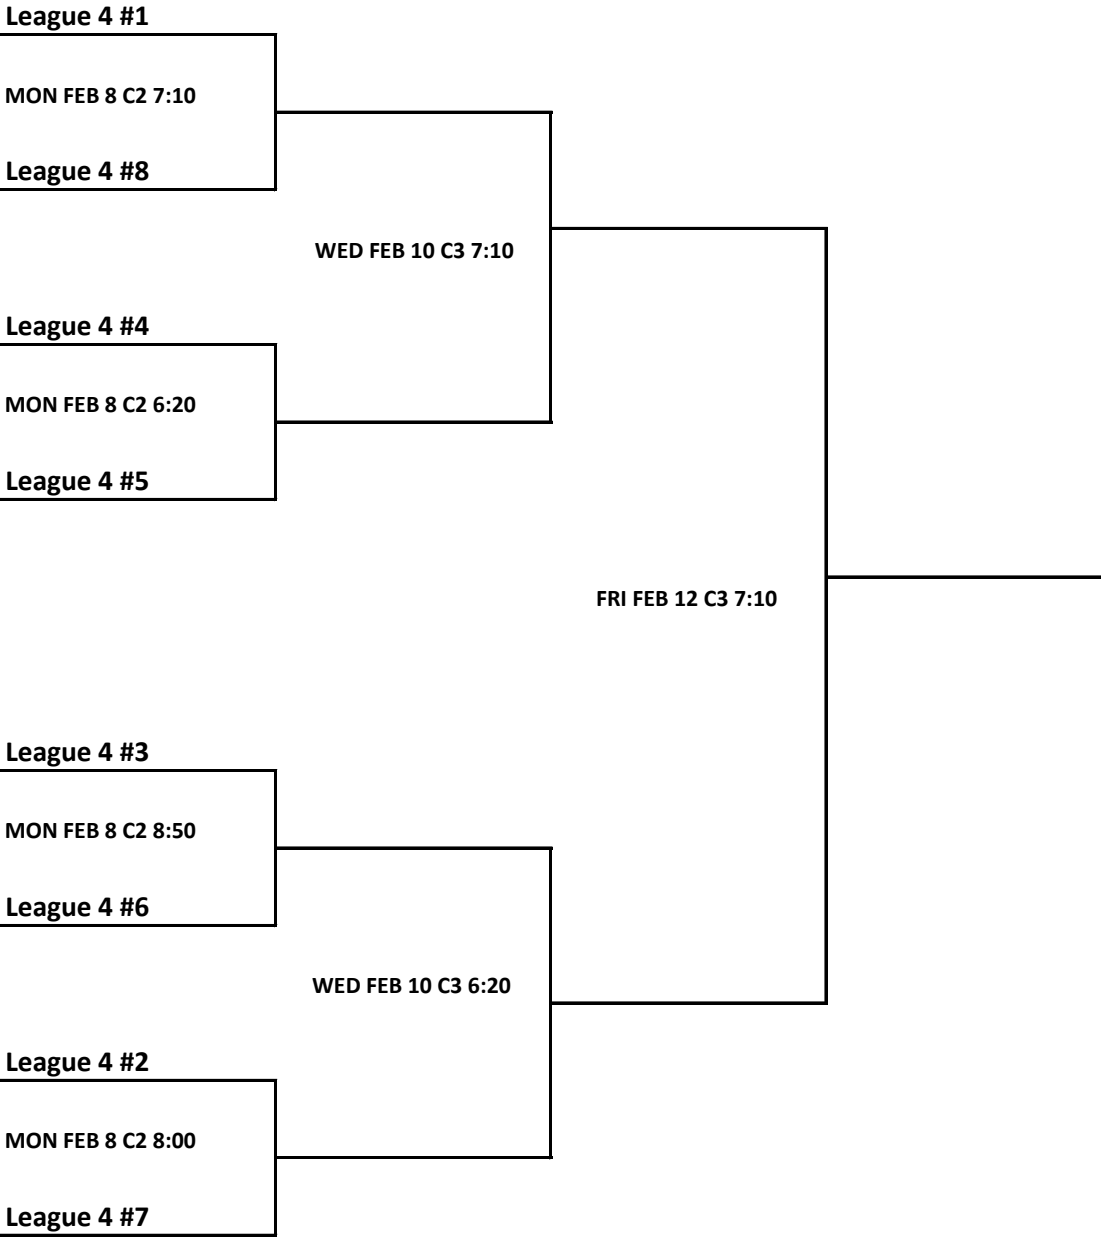 League 4 #1
MON FEB 8 C2 7:10
League 4 #8
WED FEB 10 C3 7:10
League 4 #4
MON FEB 8 C2 6:20
League 4 #5
FRI FEB 12 C3 7:10
League 4 #3
MON FEB 8 C2 8:50
League 4 #6
WED FEB 10 C3 6:20
League 4 #2
MON FEB 8 C2 8:00
League 4 #7